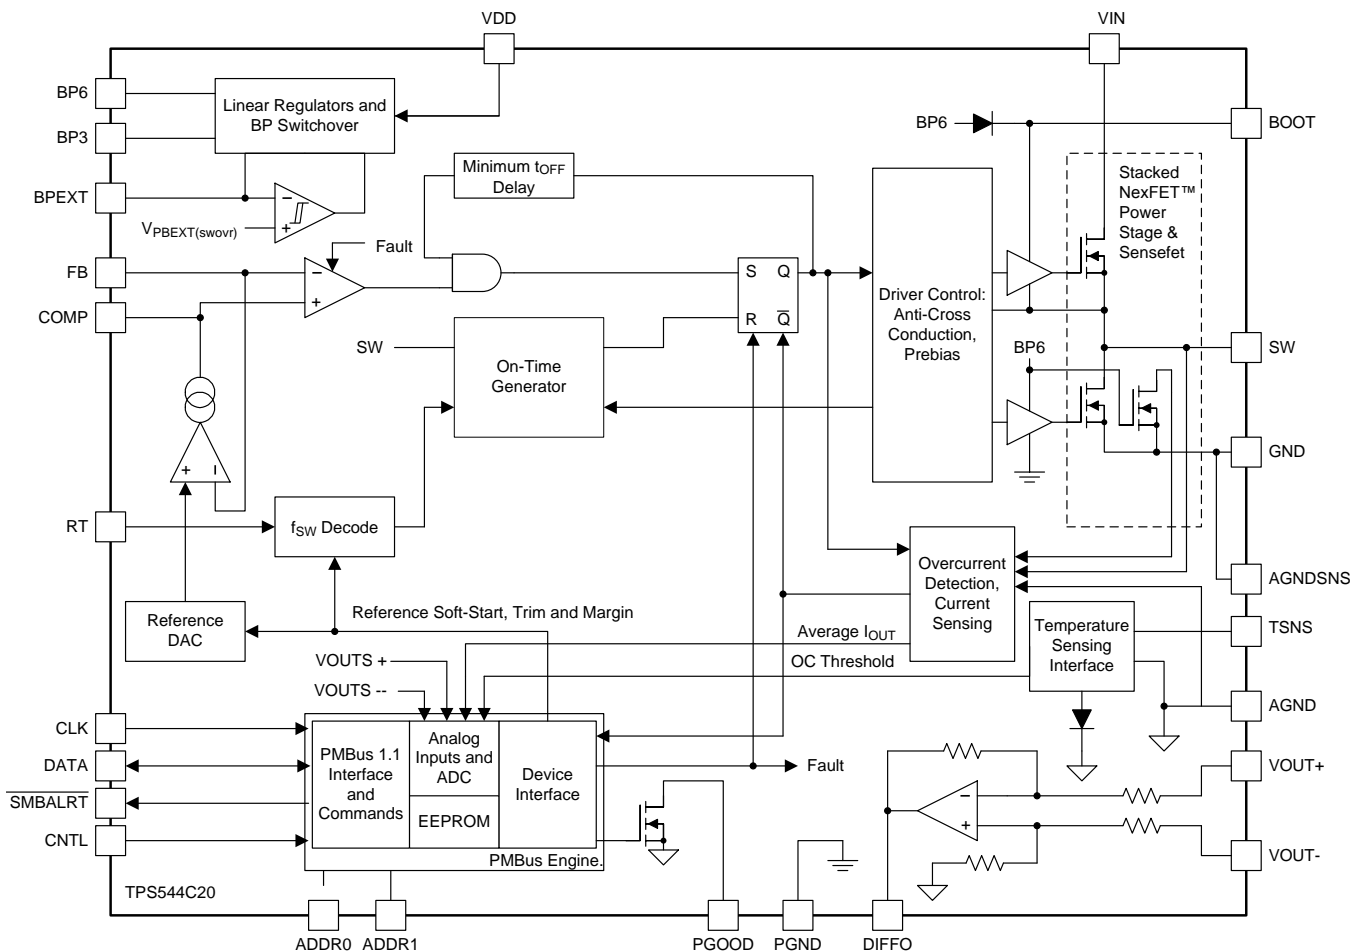 VDD
VIN
BP6
Linear Regulators and
BP Switchover
BP3
BP6
BOOT
Minimum tOFF
Delay
Stacked
NexFET™
Power
Stage &
Sensefet
BPEXT
−
+
VPBEXT(swovr)
Fault
FB
−
+
S Q
R Q̅
COMP
Driver Control:
Anti-Cross
Conduction,
Prebias
SW
On-Time
Generator
BP6
SW
GND
+ −
RT
fSW Decode
Overcurrent
Detection,
Current
Sensing
AGNDSNS
Reference
DAC
Reference Soft-Start, Trim and Margin
Average IOUT
OC Threshold
Temperature
Sensing
Interface
TSNS
VOUTS +
VOUTS --
AGND
CLK
DATA
SMBALRT
CNTL
PMBus 1.1
Interface
and
Commands
Analog
Inputs and
ADC
EEPROM
Device
Interface
PMBus Engine.
Fault
VOUT+
−
+
VOUT-
TPS544C20
ADDR0
ADDR1
PGOOD
PGND
DIFFO